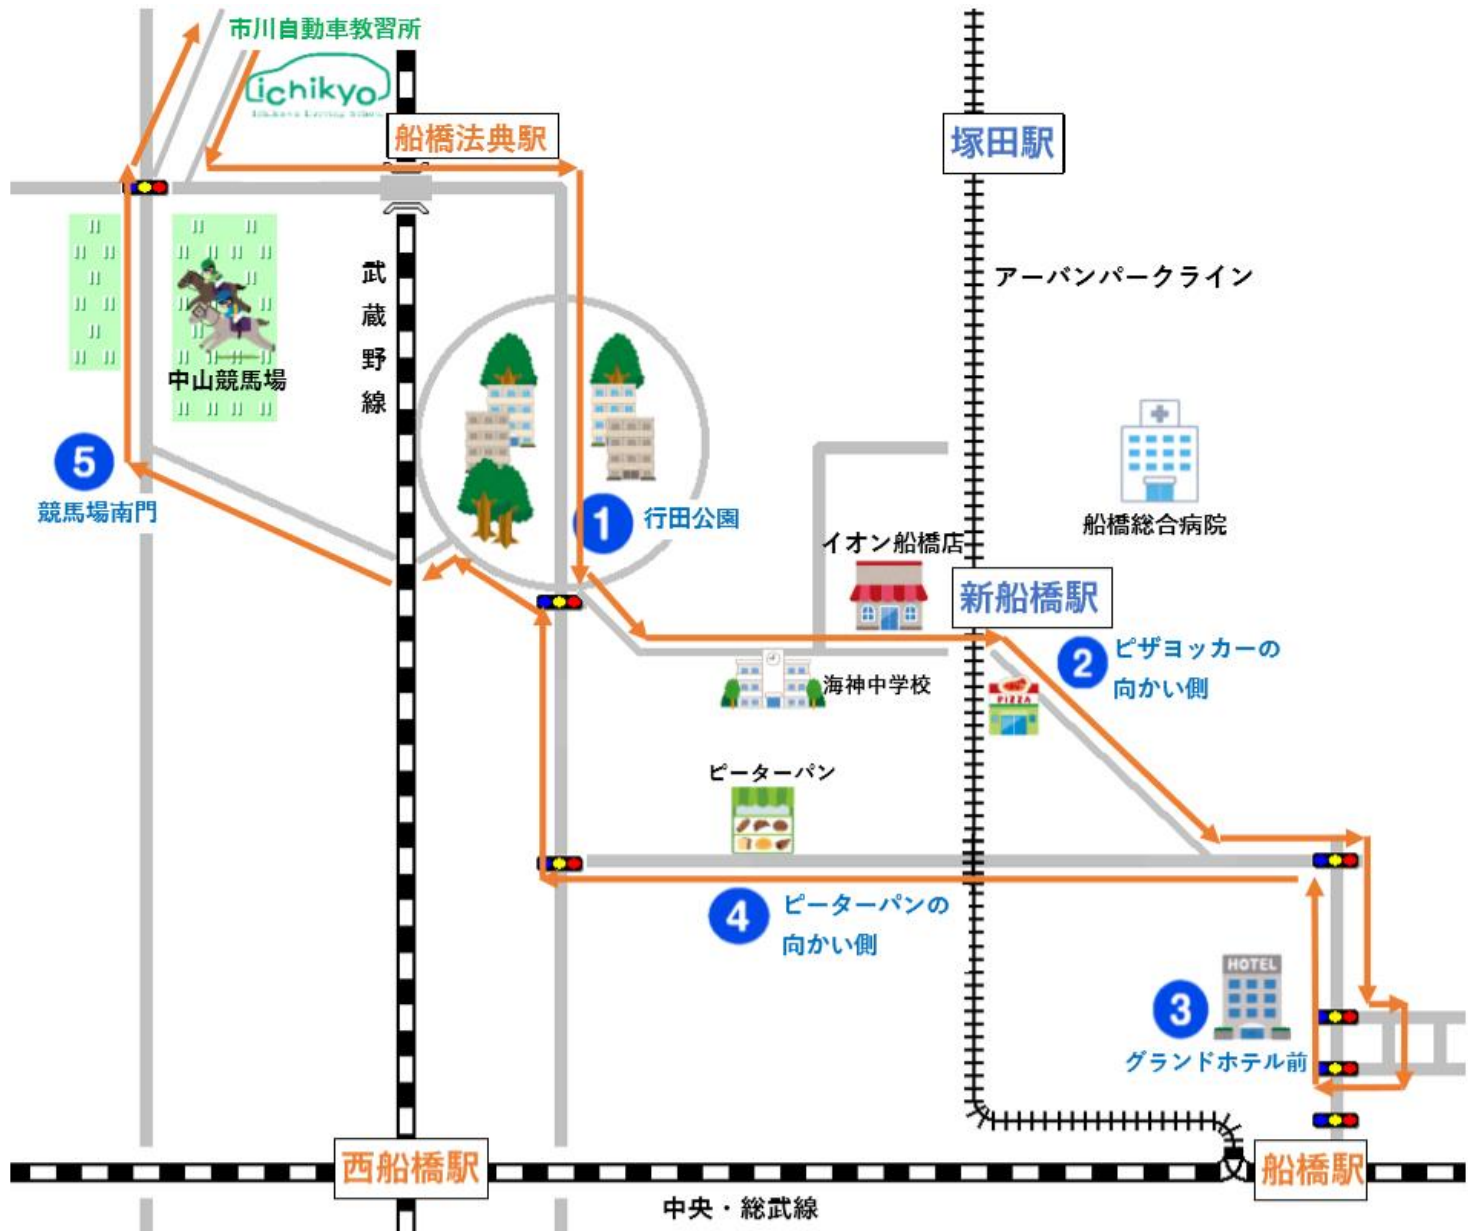 市川自動車教習所
ichikyo
船橋法典駅
塚田駅
アーバンパークライン
武蔵野線
中山競馬場
5
競馬場南門
1
行田公園
船橋総合病院
イオン船橋店
新船橋駅
2
ピザヨッカーの
向かい側
PIZZA
海神中学校
ピーターパン
4
ピーターパンの
向かい側
HOTEL
3
グランドホテル前
西船橋駅
船橋駅
中央・総武線